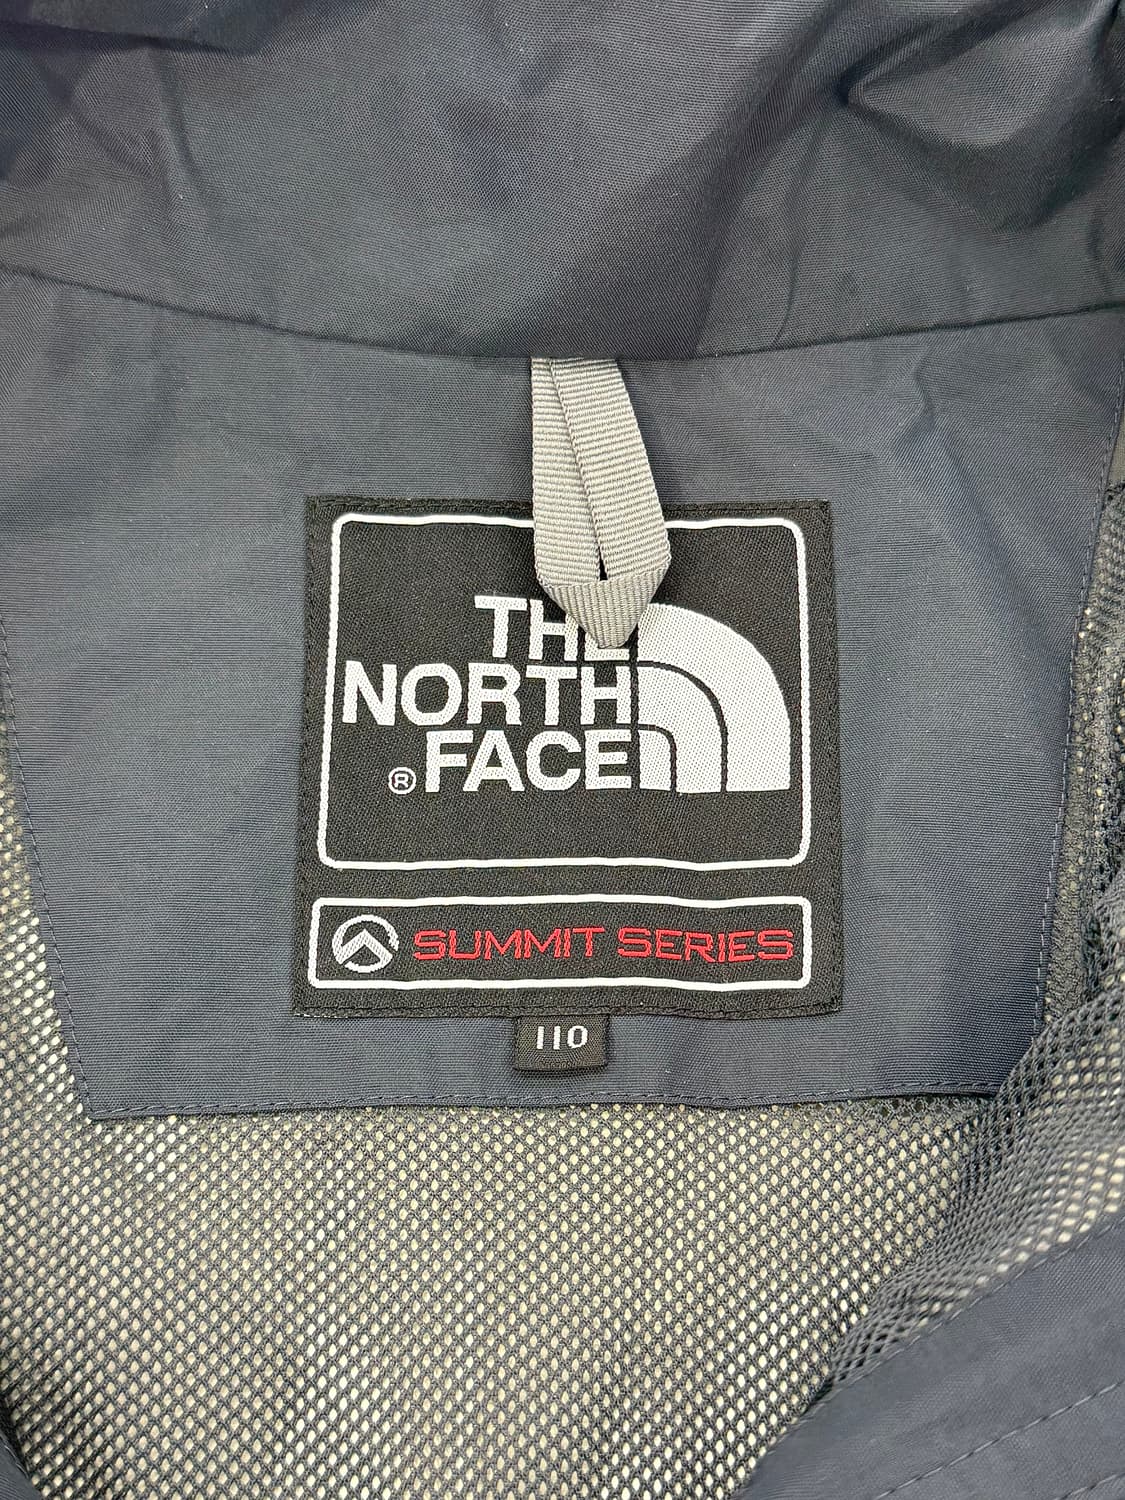 THE
NORTH
® FACE
SUMMIT SERIES
110